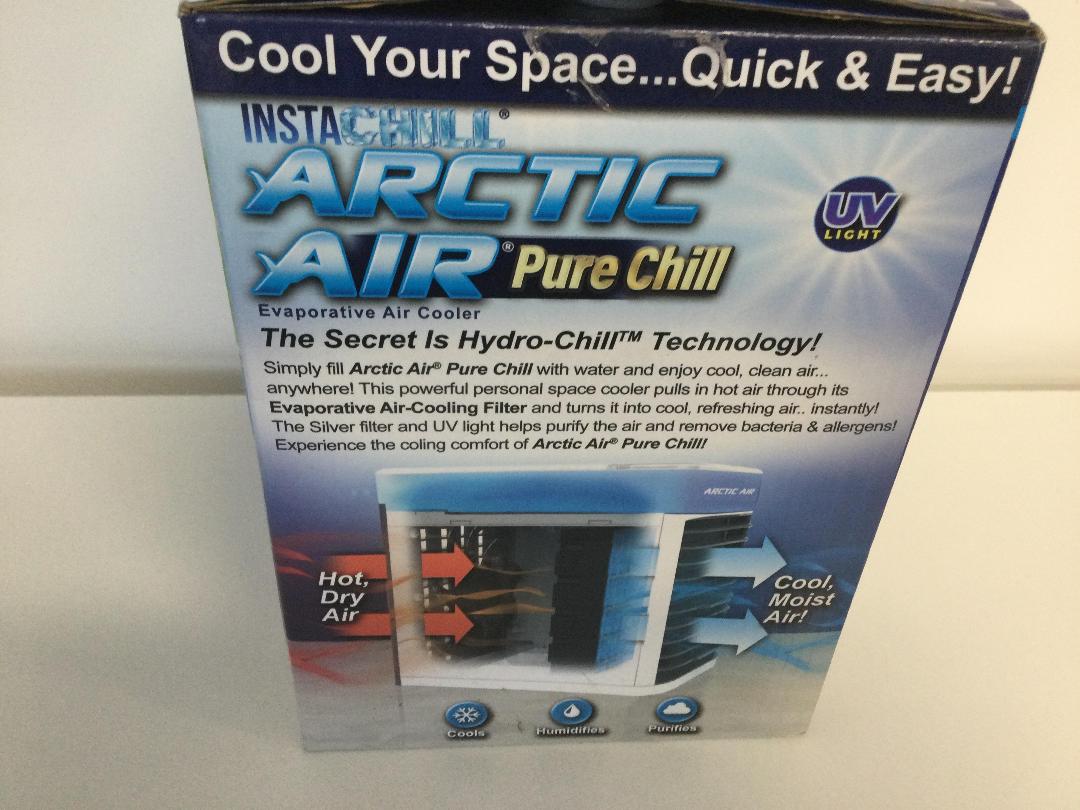 Cool Your Space...Quick & Easy!
INSTACHILL®
ARCTIC
AIR® Pure Chill
UV
LIGHT
Evaporative Air Cooler
The Secret Is Hydro-Chill™ Technology!
Simply fill Arctic Air® Pure Chill with water and enjoy cool, clean air...
anywhere! This powerful personal space cooler pulls in hot air through its
Evaporative Air-Cooling Filter and turns it into cool, refreshing air.. instantly!
The Silver filter and UV light helps purify the air and remove bacteria & allergens!
Experience the coling comfort of Arctic Air® Pure Chill!
ARCTIC AIR
Hot,
Dry
Air
Cool,
Moist
Air!
Cools
Humidifies
Purifies